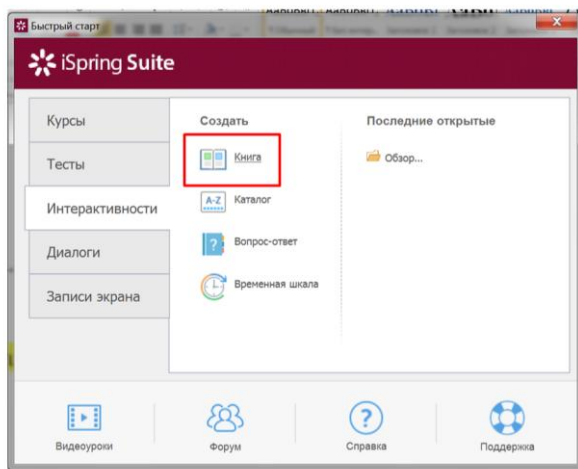 Быстрый старт
iSpring Suite
Курсы
Тесты
Интерактивности
Диалоги
Записи экрана
Создать
Книга
A-Z Каталог
? Вопрос-ответ
Временная шкала
Последние открытые
Обзор...
Видеоуроки
Форум
? Справка
Поддержка